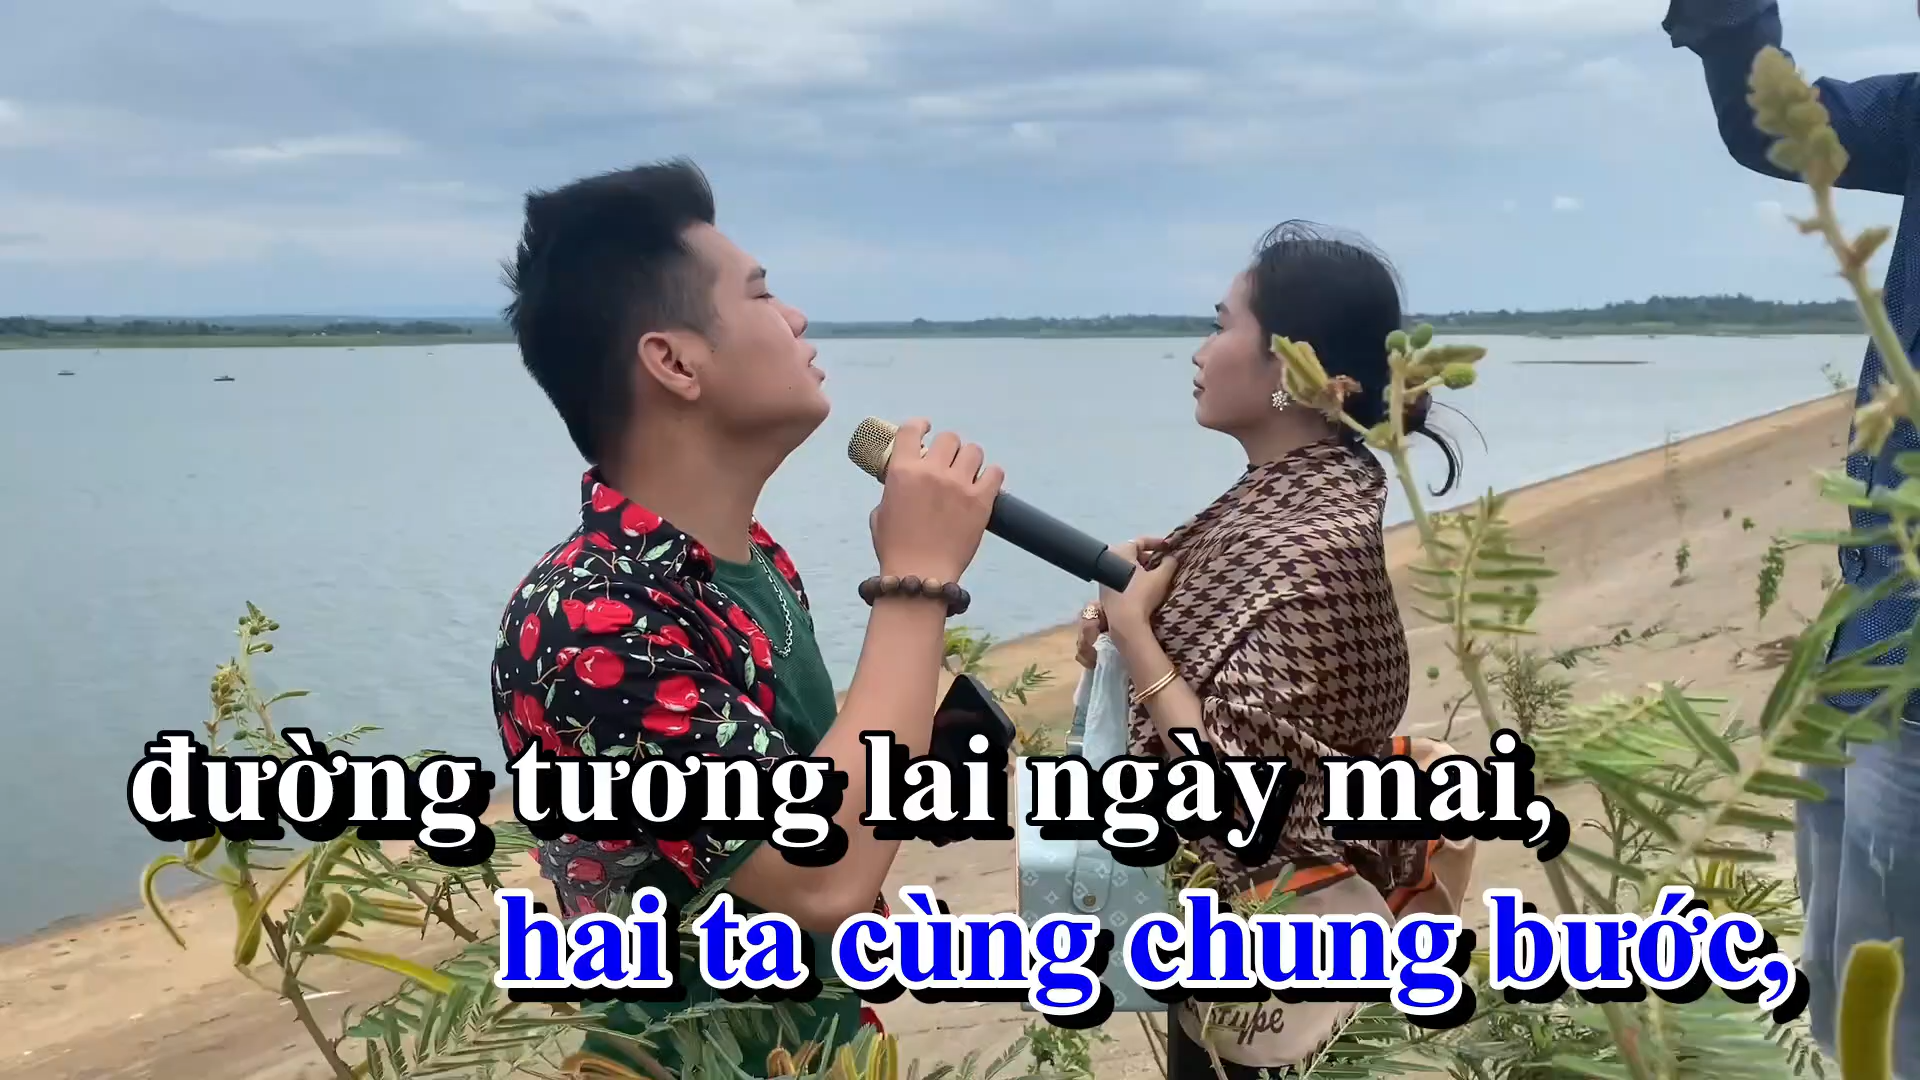 đường tương lai ngày mai,
hai ta cùng chung bước,